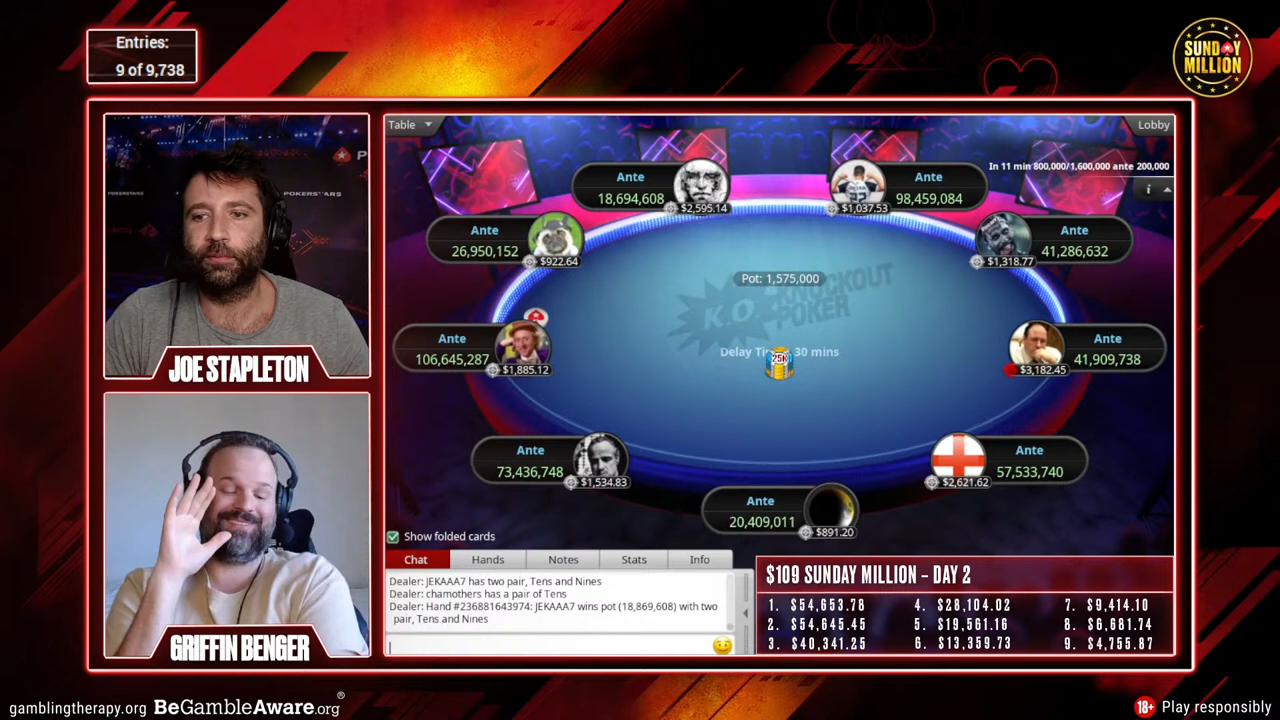 Entries:
9 of 9,738
SUNDAY
MILLION
Table
Lobby
In 11 min 800,000/1,600,000 ante 200,000
Ante
18,694,608
$2,595.14
Ante
98,459,084
$1,037.53
Ante
26,950,152
$922.64
Ante
41,286,632
$1,318.77
Pot: 1,575,000
K.O. KNOCKOUT
POKER
Ante
106,645,287
$1,885.12
30 mins
25K
Ante
41,909,738
$3,182.45
Ante
73,436,748
$1,534.83
Ante
57,533,740
$2,621.62
Ante
20,409,011
$891.20
POKERSTARS
JOE STAPLETON
GRIFFIN BENGER
Show folded cards
Chat Hands Notes Stats Info
Dealer: JEKAAA7 has two pair, Tens and Nines
Dealer: chamothers has a pair of Tens
Dealer: Hand #236881643974: JEKAAA7 wins pot (18,869,608) with two
pair, Tens and Nines
$109 SUNDAY MILLION - DAY 2
1. $54,653.78 4. $28,104.02 7. $9,414.10
2. $54,645.45 5. $19,561.16 8. $6,681.74
3. $40,341.25 6. $13,359.73 9. $4,755.87
gamblingtherapy.org BeGambleAware.org®
18+ Play responsibly